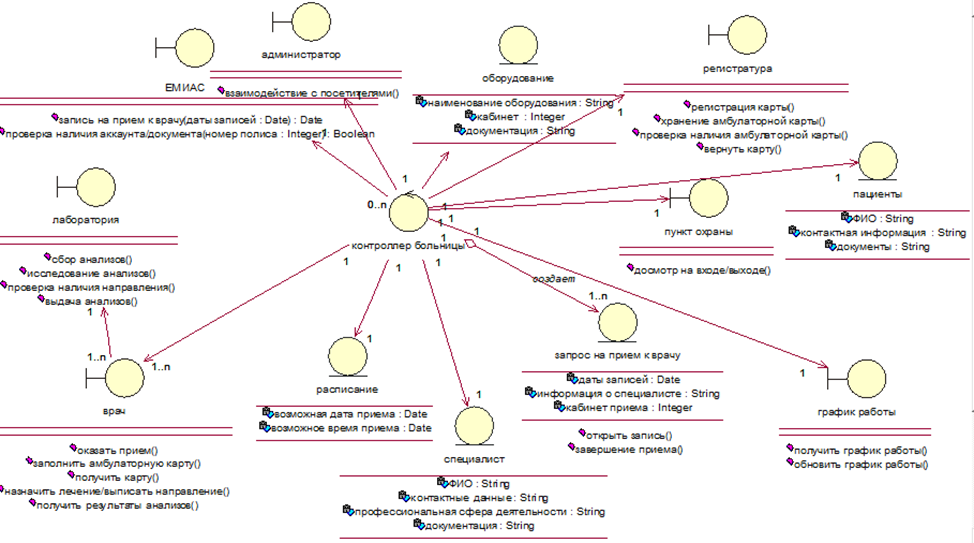 администратор
взаимодействие с посетителями()
ЕМИАС
запись на прием к врачу(даты записей : Date) : Date
проверка наличия аккаунта/документа(номер полиса : Integer) : Boolean
оборудование
наименование оборудования : String
кабинет : Integer
документация : String
регистратура
регистрация карты()
хранение амбулаторной карты()
проверка наличия амбулаторной карты()
вернуть карту()
1
1
1
1
0..n
контроллер больницы
1
1
1
1
1
1
1
1
лаборатория
сбор анализов()
исследование анализов()
проверка наличия направления()
выдача анализов()
1
1..n
пациенты
ФИО : String
контактная информация : String
документы : String
1
пункт охраны
досмотр на входе/выходе()
1
создает
1..n
запрос на прием к врачу
даты записей : Date
информация о специалисте : String
кабинет приема : Integer
открыть запись()
завершение приема()
1..n
врач
оказать прием()
заполнить амбулаторную карту()
получить карту()
назначить лечение/выписать направление()
получить результаты анализов()
1
расписание
возможная дата приема : Date
возможное время приема : Date
1
специалист
ФИО : String
контактные данные : String
профессиональная сфера деятельности : String
документация : String
1
график работы
получить график работы()
обновить график работы()